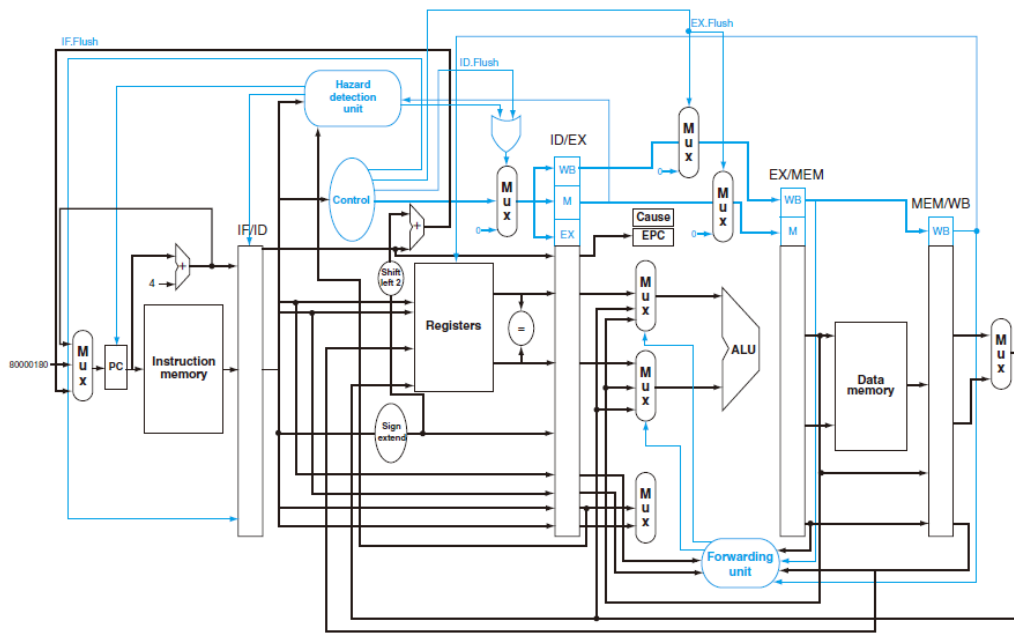 EX.Flush
IF.Flush
ID.Flush
Hazard
detection
unit
M
u
x
ID/EX
WB
M
EX
Control
M
u
x
0
0
M
u
x
0
Cause
EPC
EX/MEM
WB
M
MEM/WB
WB
IF/ID
+
+
4
Shift
left 2
M
u
x
80000180
PC
Instruction
memory
Registers
=
Sign
extend
M
u
x
M
u
x
M
u
x
ALU
Data
memory
M
u
x
Forwarding
unit